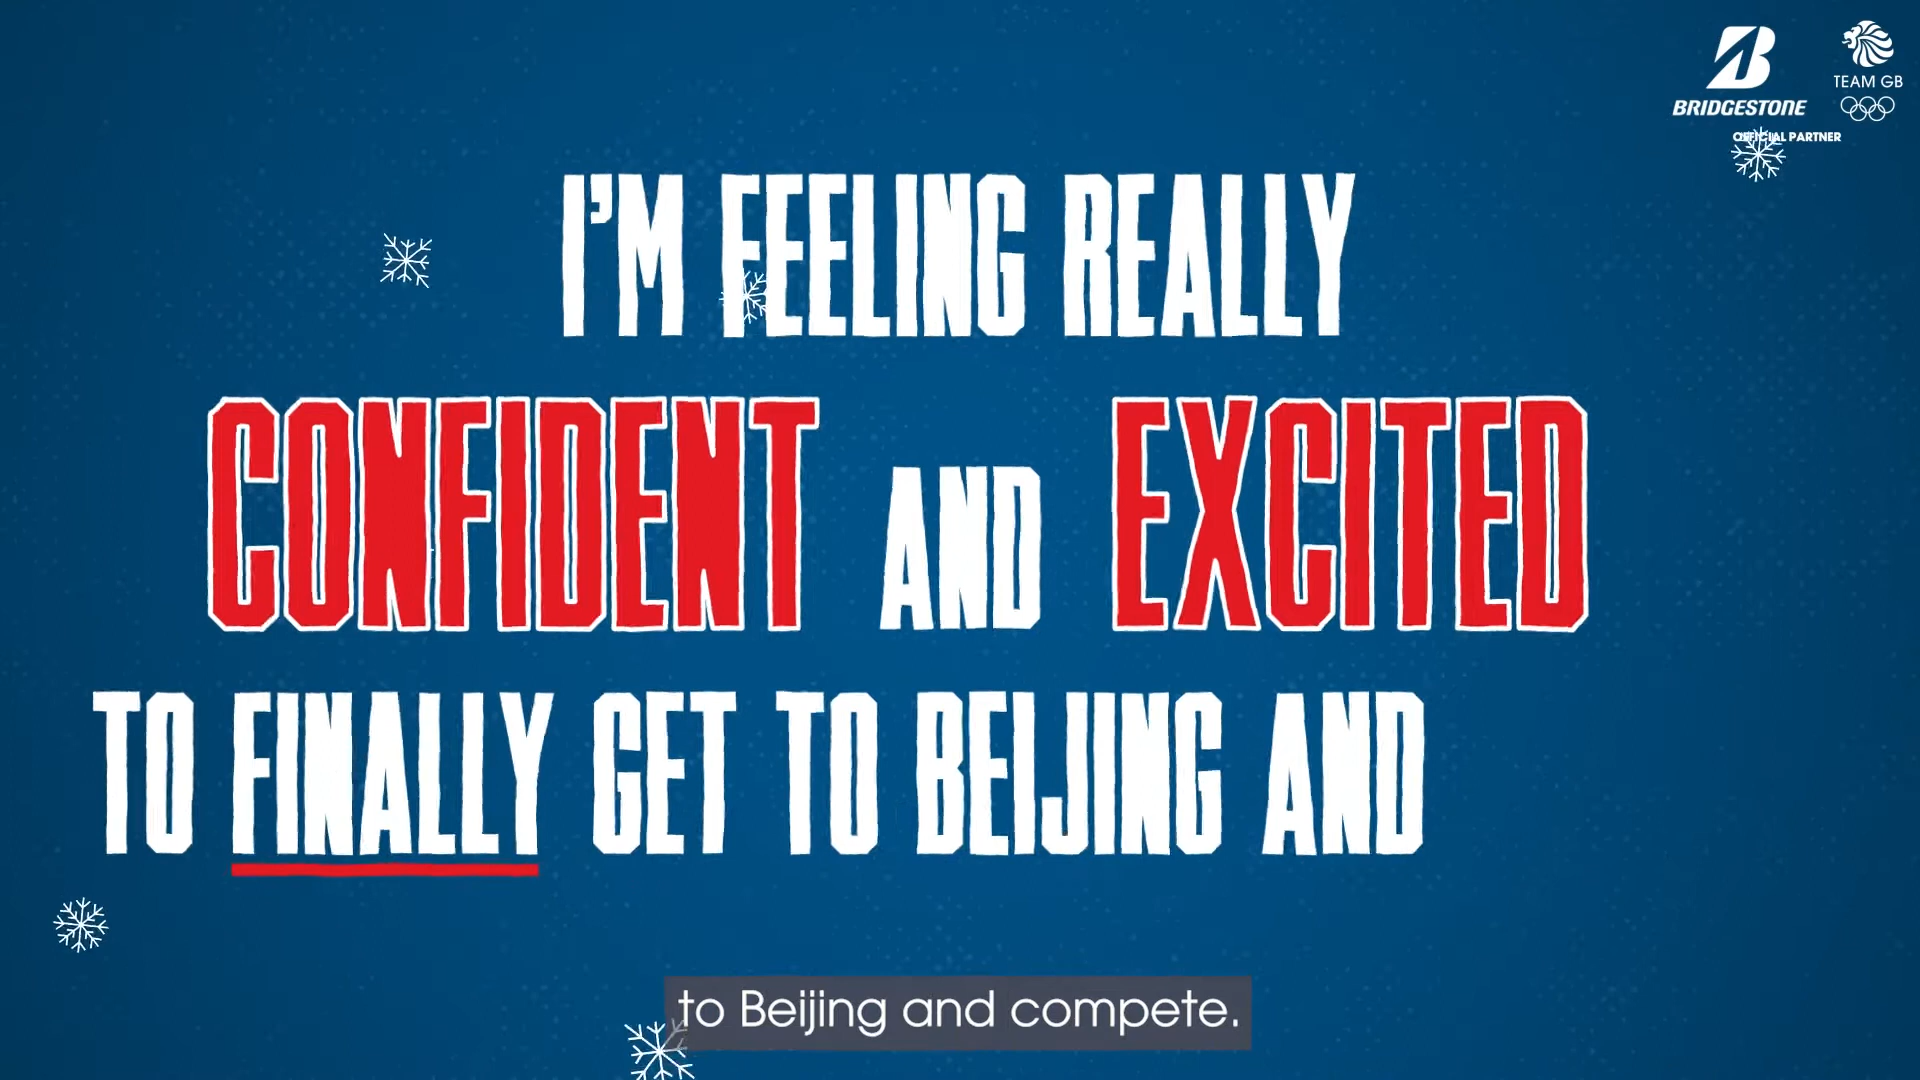 BRIDGESTONE
TEAM GB
OFFICIAL PARTNER
I'M FEELING REALLY
CONFIDENT AND EXCITED
TO FINALLY GET TO BEIJING AND
to Beijing and compete.